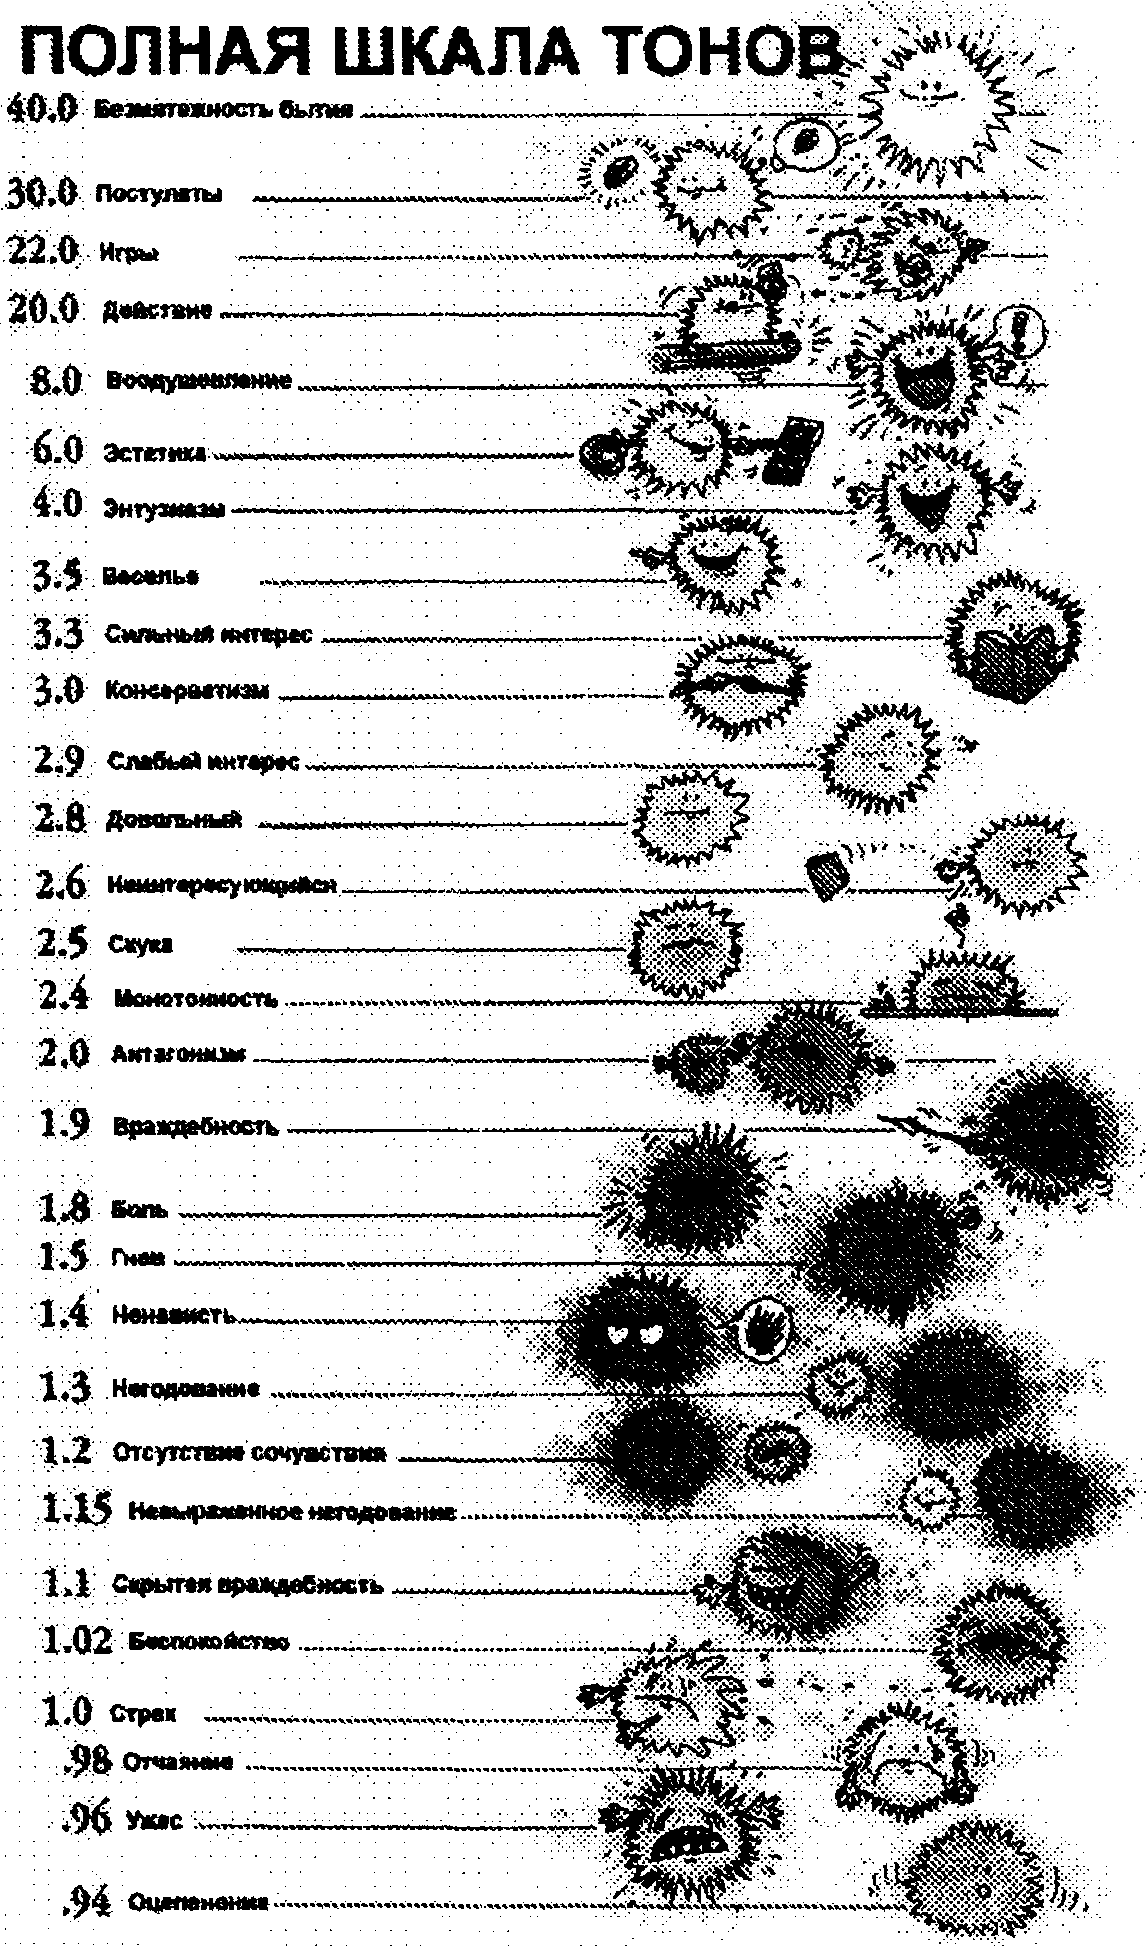 ПОЛНАЯ ШКАЛА ТОНОВ
40.0 Безмятежность бытия
30.0 Постулаты
22.0 Игры
20.0 Действие
8.0 Воодушевление
6.0 Эстетика
4.0 Энтузиазм
3.5 Веселье
3.3 Сильный интерес
3.0 Консерватизм
2.9 Слабый интерес
2.8 Довольный
2.6 Неинтересующийся
2.5 Скука
2.4 Монотонность
2.0 Антагонизм
1.9 Враждебность
1.8 Боль
1.5 Гнев
1.4 Ненависть
1.3 Негодование
1.2 Отсутствие сочувствия
1.15 Невыраженное негодование
1.1 Скрытая враждебность
1.02 Беспокойство
1.0 Страх
.98 Отчаяние
.96 Ужас
.94 Оцепенение